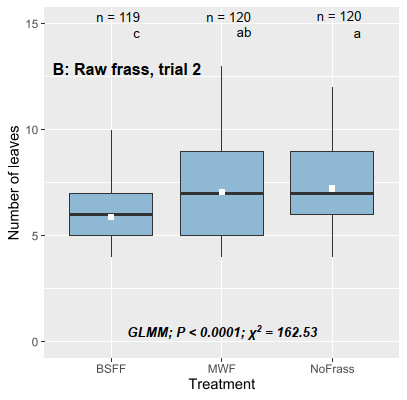 n = 119 n = 120 n = 120
c ab a
B: Raw frass, trial 2
15
10
5
0
Number of leaves
GLMM; P < 0.0001; χ² = 162.53
BSFF MWF NoFrass
Treatment